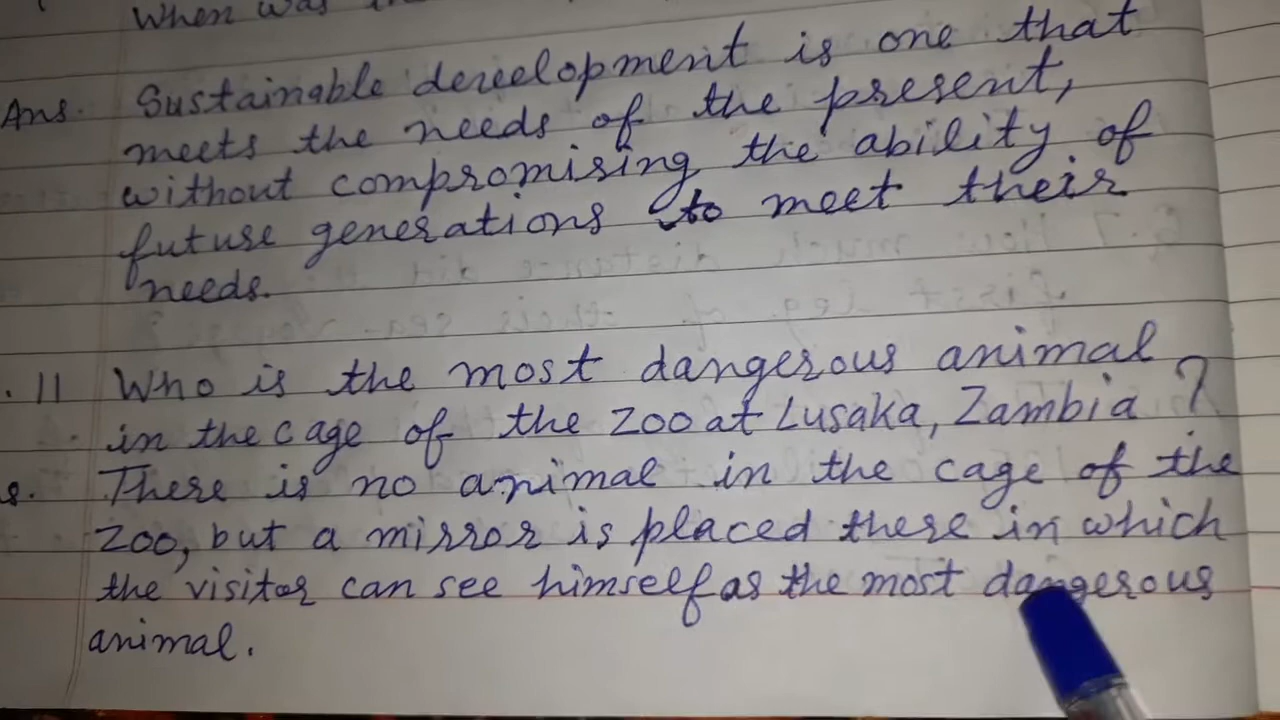 When was
Ans. Sustainable development is one that
meets the needs of the present,
without compromising the ability of
future generations to meet their
needs.
. 11 Who is the most dangerous animal
in the cage of the zoo at Lusaka, Zambia ?
s. There is no animal in the cage of the
zoo, but a mirror is placed there in which
the visitor can see himself as the most dangerous
animal.